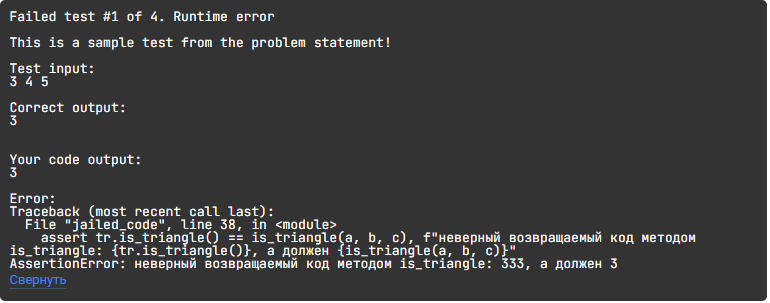 Failed test #1 of 4. Runtime error
This is a sample test from the problem statement!
Test input:
3 4 5
Correct output:
3
Your code output:
3
Error:
Traceback (most recent call last):
File "jailed_code", line 38, in <module>
assert tr.is_triangle() == is_triangle(a, b, c), f"неверный возвращаемый код методом
is_triangle: {tr.is_triangle()}, а должен {is_triangle(a, b, c)}"
AssertionError: неверный возвращаемый код методом is_triangle: 333, а должен 3
Свернуть